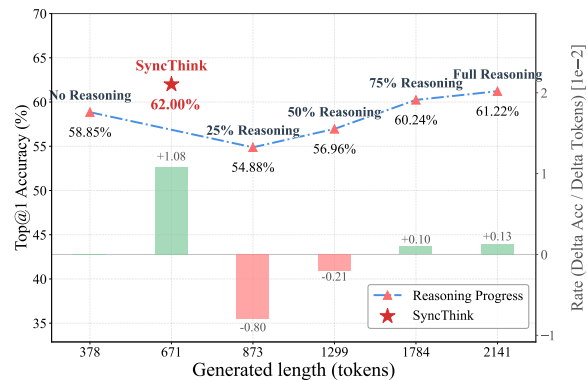 Top@1 Accuracy (%)
70
65
60
55
50
45
40
35
SyncThink
62.00%
No Reasoning
58.85%
25% Reasoning
54.88%
50% Reasoning
56.96%
75% Reasoning
60.24%
Full Reasoning
61.22%
+1.08
-0.80
-0.21
+0.10
+0.13
Reasoning Progress
SyncThink
2
1
0
−1
Rate (Delta Acc / Delta Tokens) [1e−2]
378 671 873 1299 1784 2141
Generated length (tokens)